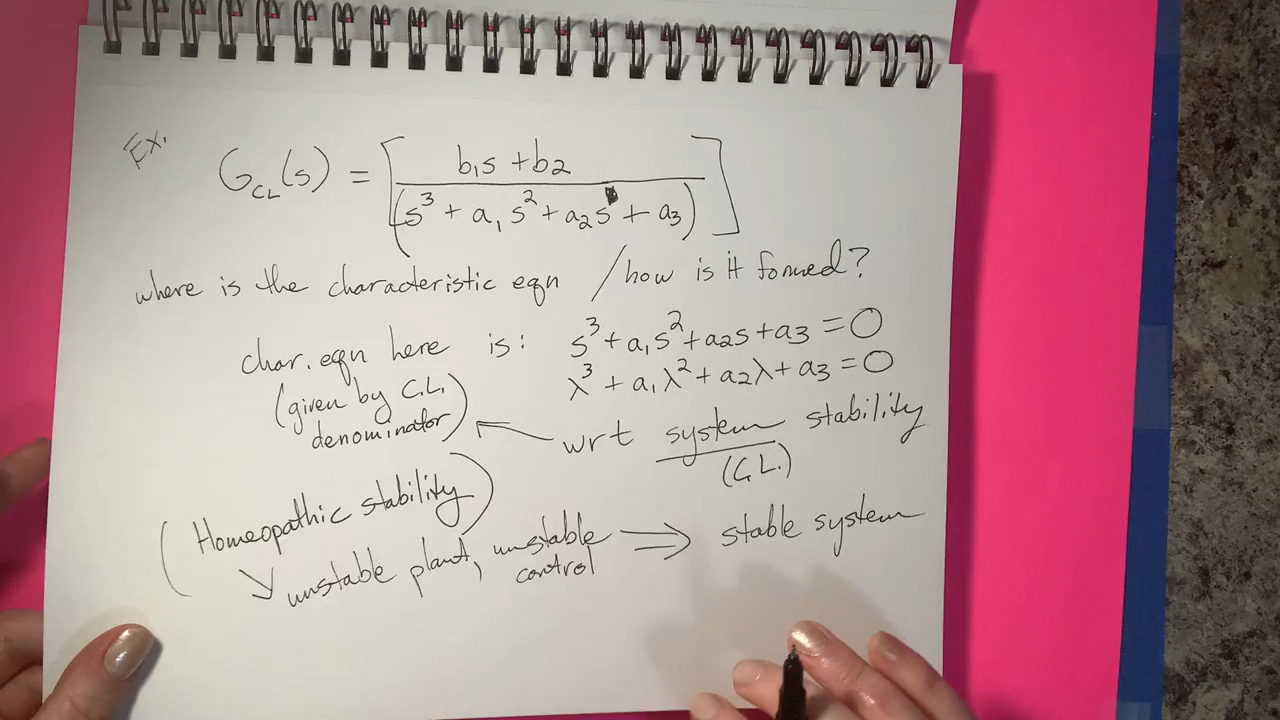 Ex.
G_CL(s) = [ b₁s + b₂ / (s³ + a₁s² + a₂s + a₃) ]
where is the characteristic eqn / how is it formed?
char. eqn here is: s³ + a₁s² + a₂s + a₃ = 0
(given by C.L. denominator) λ³ + a₁λ² + a₂λ + a₃ = 0
wrt system stability
(C.L.)
(Homeopathic stability)
unstable plant, unstable control ⇒ stable system